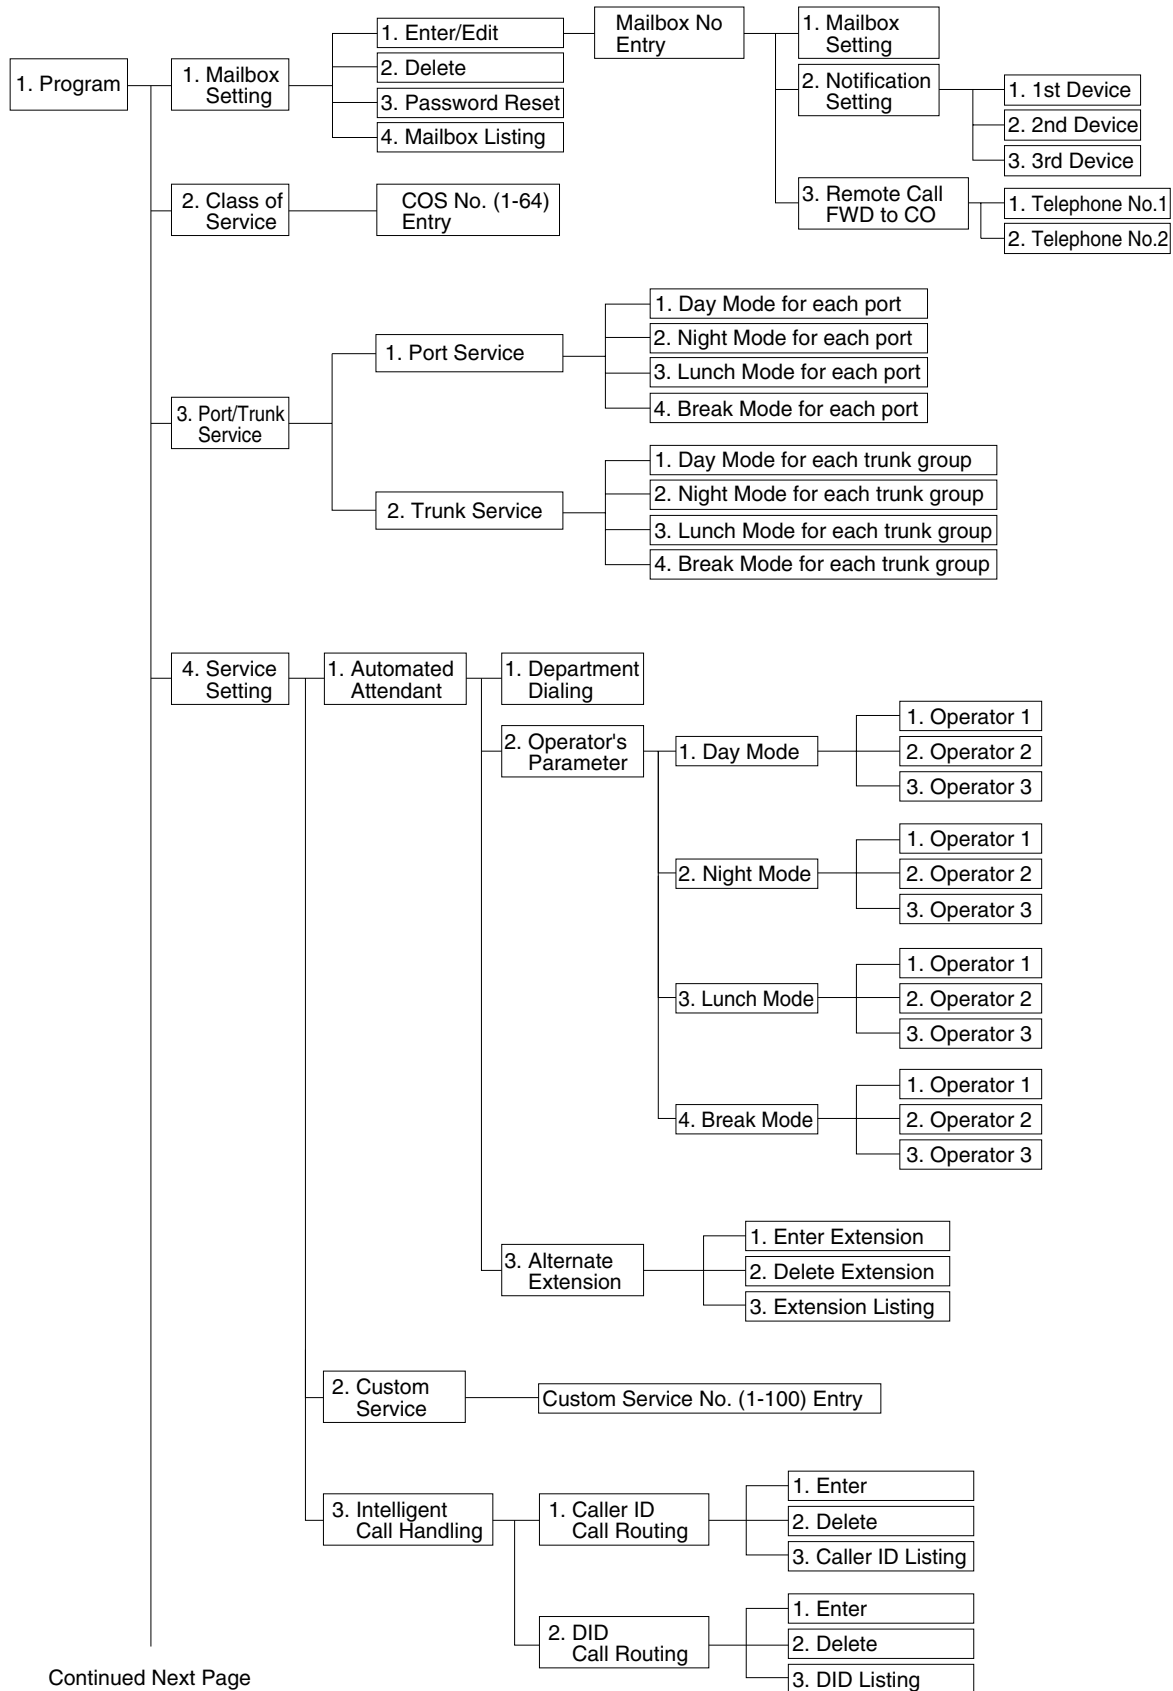 1. Program
1. Mailbox
Setting
1. Enter/Edit
2. Delete
3. Password Reset
4. Mailbox Listing
Mailbox No
Entry
1. Mailbox
Setting
2. Notification
Setting
1. 1st Device
2. 2nd Device
3. 3rd Device
3. Remote Call
FWD to CO
1. Telephone No.1
2. Telephone No.2
2. Class of
Service
COS No. (1-64)
Entry
3. Port/Trunk
Service
1. Port Service
1. Day Mode for each port
2. Night Mode for each port
3. Lunch Mode for each port
4. Break Mode for each port
2. Trunk Service
1. Day Mode for each trunk group
2. Night Mode for each trunk group
3. Lunch Mode for each trunk group
4. Break Mode for each trunk group
4. Service
Setting
1. Automated
Attendant
1. Department
Dialing
2. Operator's
Parameter
1. Day Mode
1. Operator 1
2. Operator 2
3. Operator 3
2. Night Mode
1. Operator 1
2. Operator 2
3. Operator 3
3. Lunch Mode
1. Operator 1
2. Operator 2
3. Operator 3
4. Break Mode
1. Operator 1
2. Operator 2
3. Operator 3
3. Alternate
Extension
1. Enter Extension
2. Delete Extension
3. Extension Listing
2. Custom
Service
Custom Service No. (1-100) Entry
3. Intelligent
Call Handling
1. Caller ID
Call Routing
1. Enter
2. Delete
3. Caller ID Listing
2. DID
Call Routing
1. Enter
2. Delete
3. DID Listing
Continued Next Page